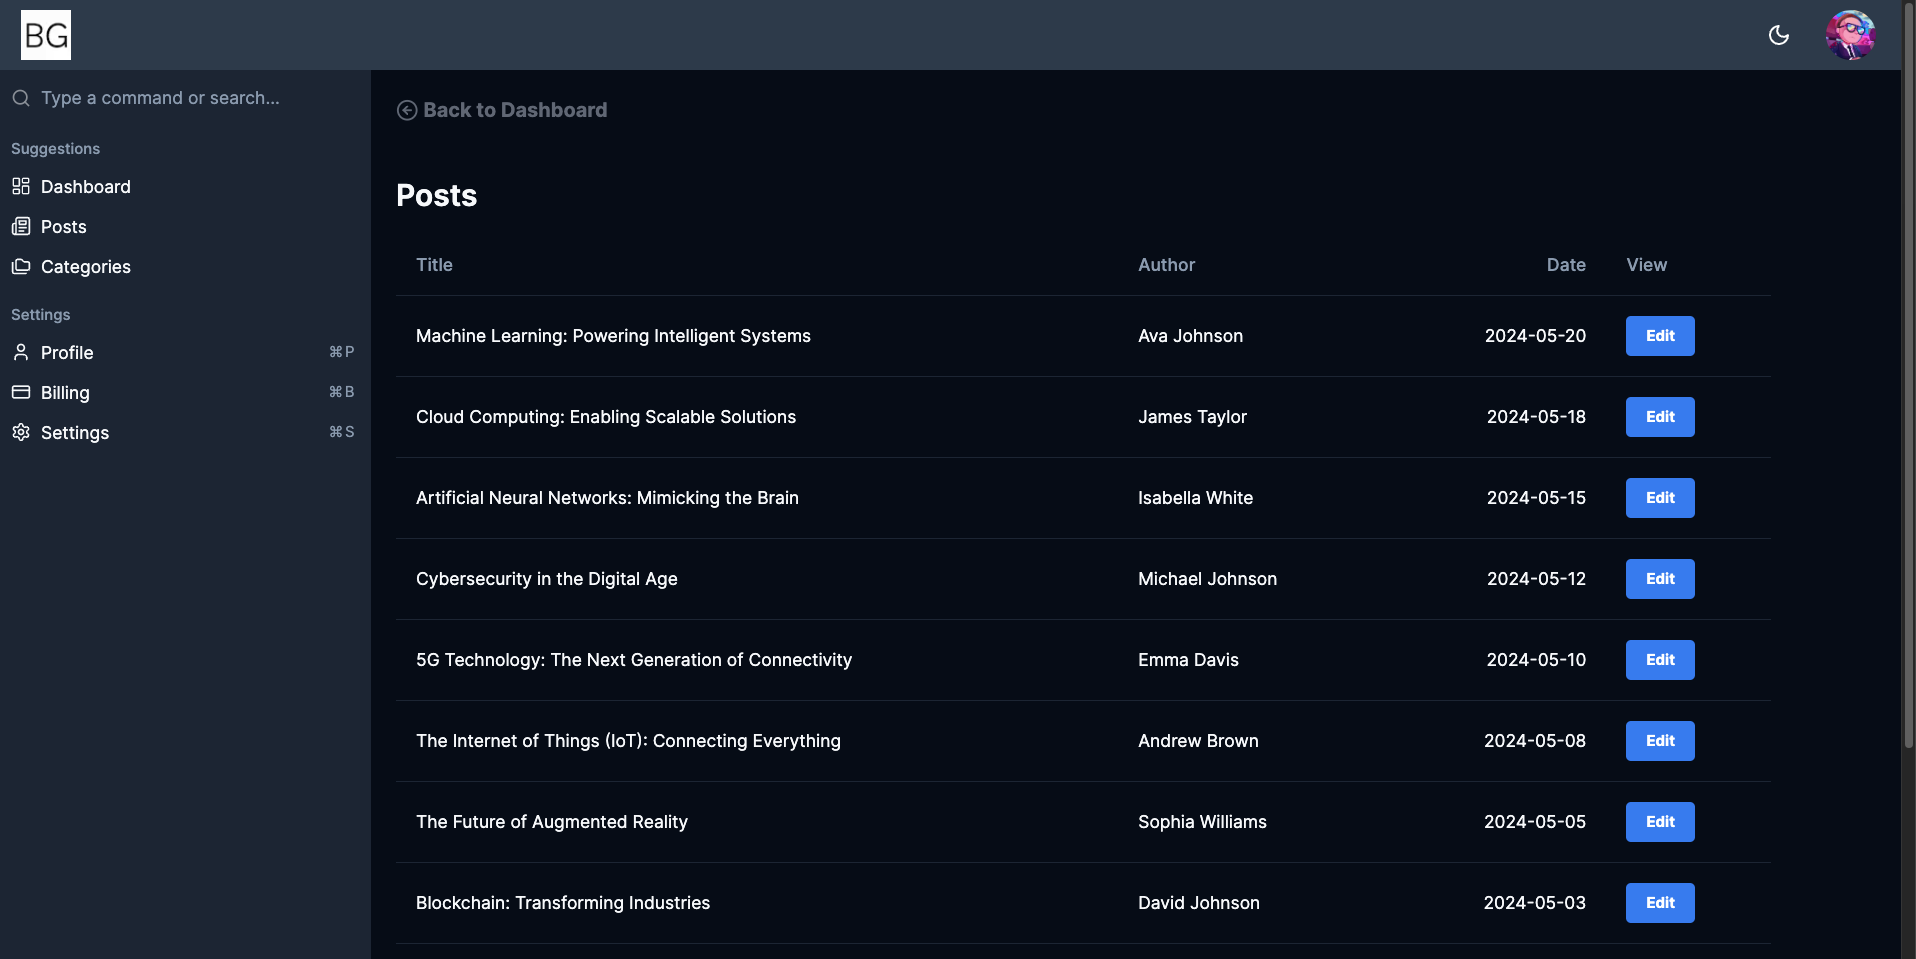 BG
Type a command or search...
Suggestions
Dashboard
Posts
Categories
Settings
Profile ⌘P
Billing ⌘B
Settings ⌘S
Back to Dashboard
Posts
Title Author Date View
Machine Learning: Powering Intelligent Systems Ava Johnson 2024-05-20 Edit
Cloud Computing: Enabling Scalable Solutions James Taylor 2024-05-18 Edit
Artificial Neural Networks: Mimicking the Brain Isabella White 2024-05-15 Edit
Cybersecurity in the Digital Age Michael Johnson 2024-05-12 Edit
5G Technology: The Next Generation of Connectivity Emma Davis 2024-05-10 Edit
The Internet of Things (IoT): Connecting Everything Andrew Brown 2024-05-08 Edit
The Future of Augmented Reality Sophia Williams 2024-05-05 Edit
Blockchain: Transforming Industries David Johnson 2024-05-03 Edit